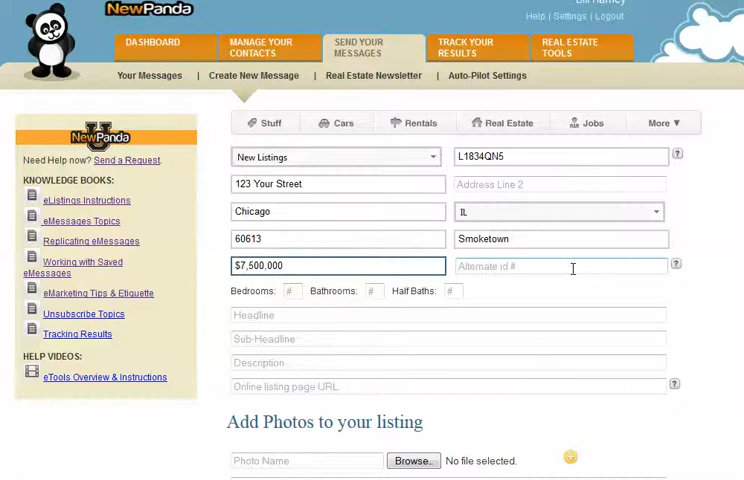 NewPanda
Help | Settings | Logout
DASHBOARD
MANAGE YOUR
CONTACTS
SEND YOUR
MESSAGES
TRACK YOUR
RESULTS
REAL ESTATE
TOOLS
Your Messages | Create New Message | Real Estate Newsletter | Auto-Pilot Settings
Stuff Cars Rentals Real Estate Jobs More ▼
U
NewPanda
Need Help now? Send a Request.
KNOWLEDGE BOOKS:
eListings Instructions
eMessages Topics
Replicating eMessages
Working with Saved
eMessages
eMarketing Tips & Etiquette
Unsubscribe Topics
Tracking Results
HELP VIDEOS:
eTools Overview & Instructions
New Listings L1834QN5 ?
123 Your Street Address Line 2
Chicago IL
60613 Smoketown
$7,500,000 Alternate id # ?
Bedrooms: # Bathrooms: # Half Baths: #
Headline
Sub-Headline
Description
Online listing page URL ?
Add Photos to your listing
Photo Name Browse.. No file selected.